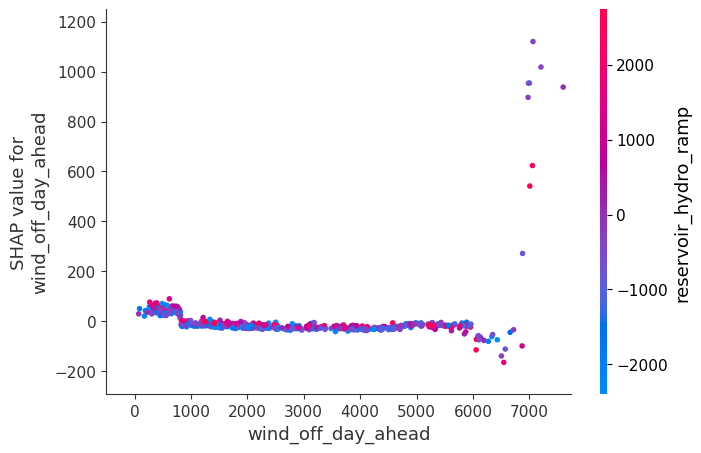 1200
1000
800
600
400
200
0
−200
SHAP value for
wind_off_day_ahead
0 1000 2000 3000 4000 5000 6000 7000
wind_off_day_ahead
2000
1000
0
−1000
−2000
reservoir_hydro_ramp